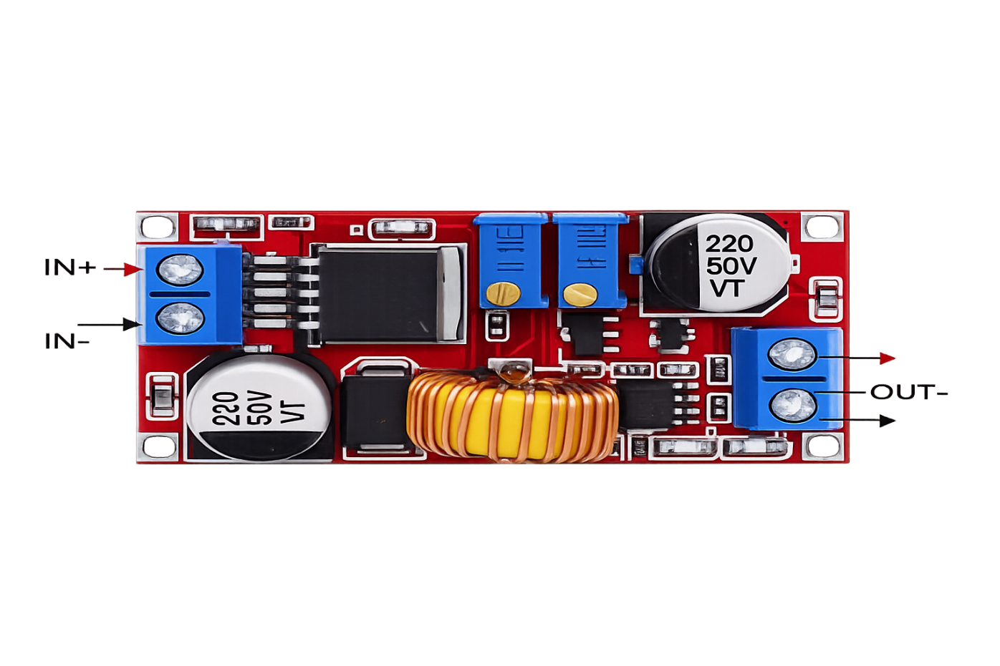 IN+
IN-
220
50V
VT
220
50V
VT
OUT-